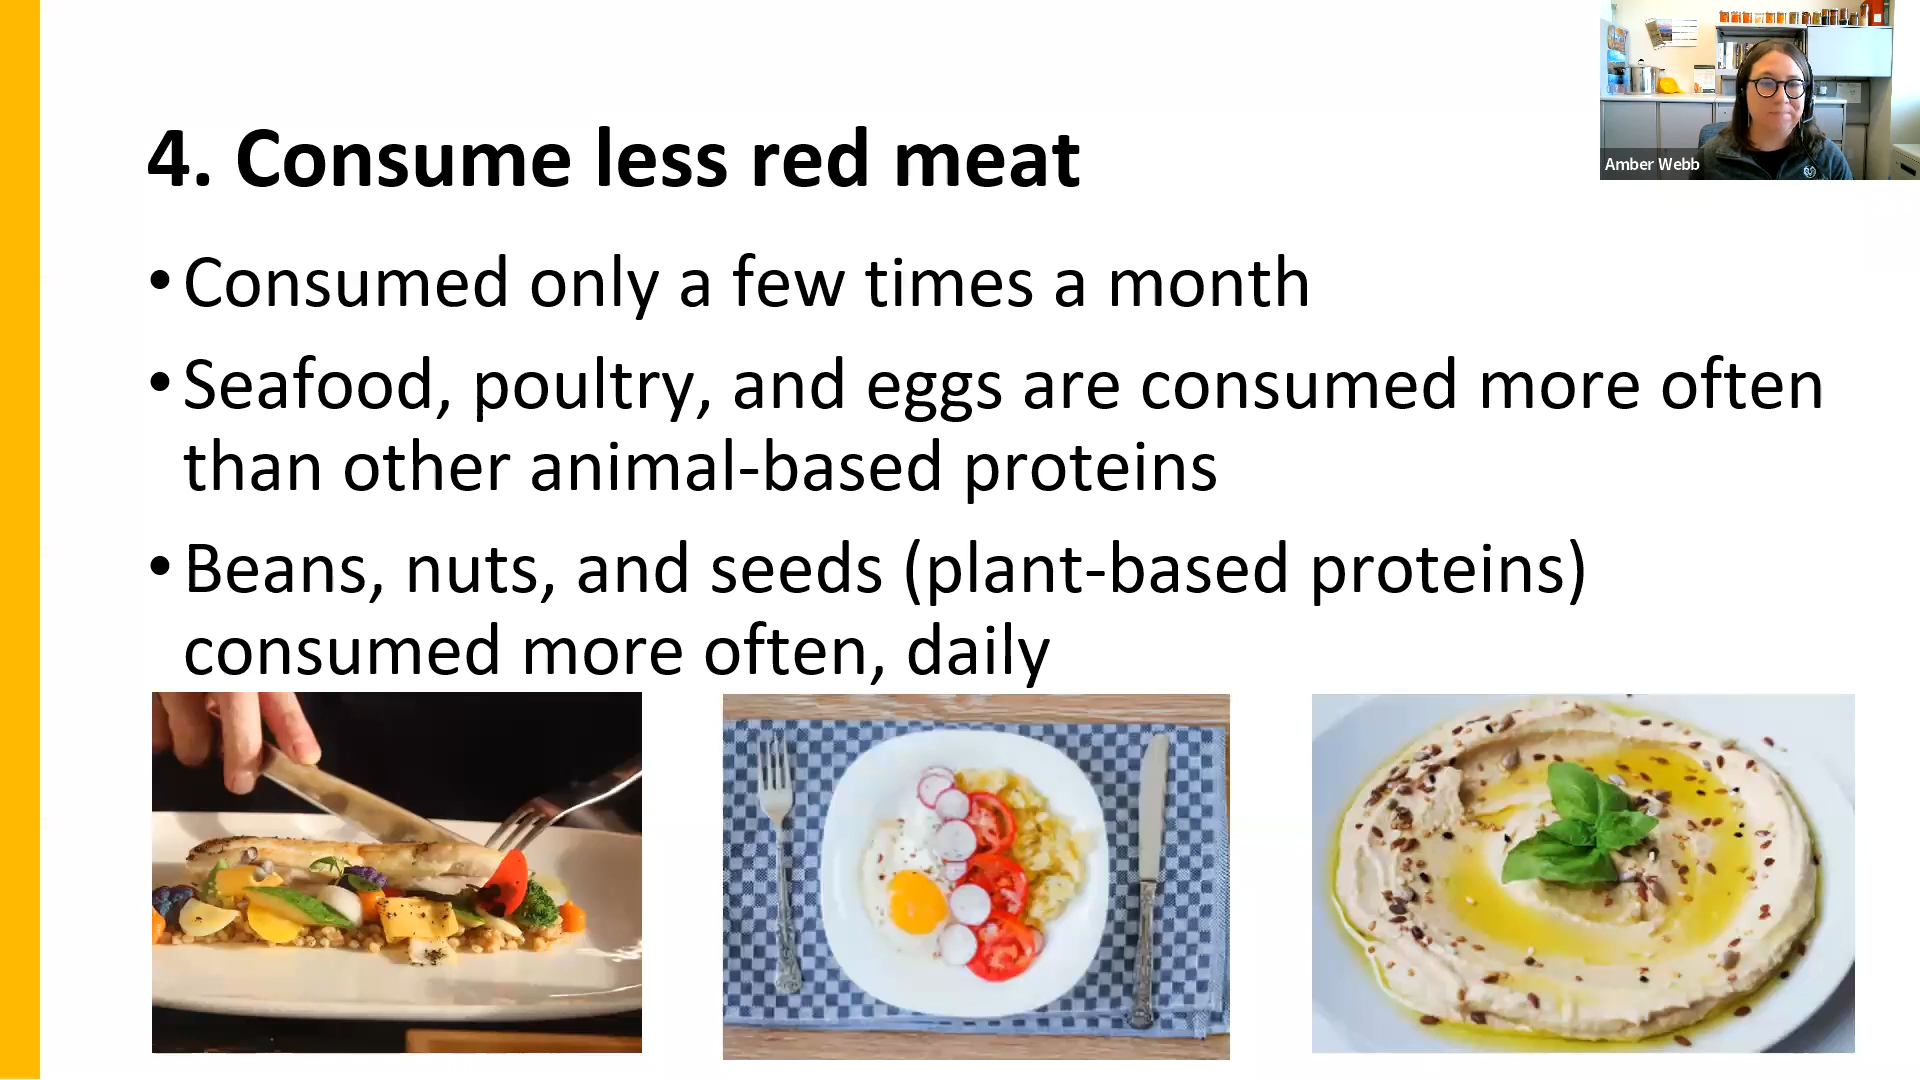 4. Consume less red meat
• Consumed only a few times a month
• Seafood, poultry, and eggs are consumed more often
than other animal-based proteins
• Beans, nuts, and seeds (plant-based proteins)
consumed more often, daily
Amber Webb